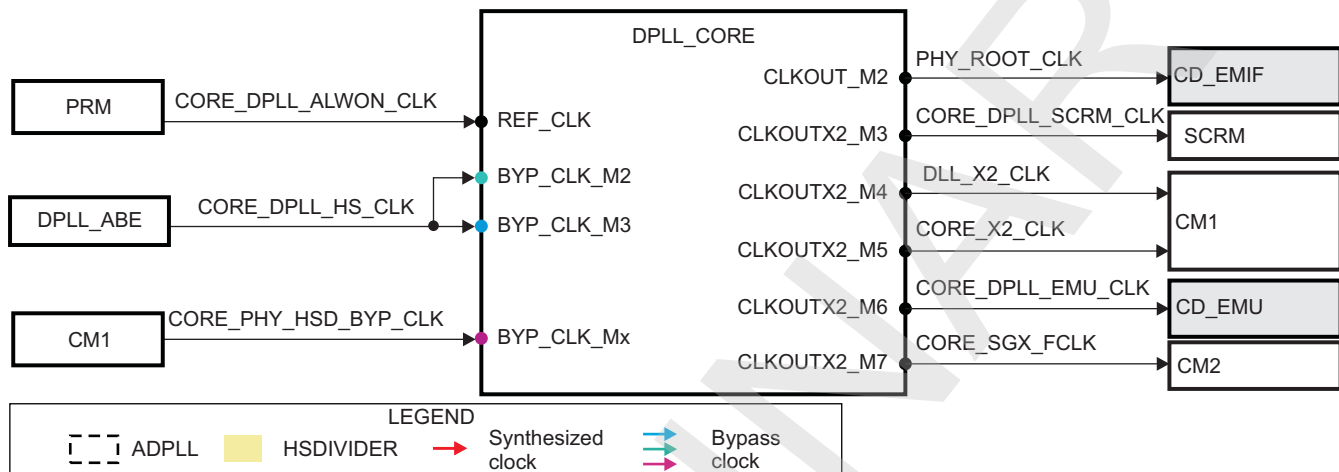 DPLL_CORE
PRM
CORE_DPLL_ALWON_CLK
REF_CLK
DPLL_ABE
CORE_DPLL_HS_CLK
BYP_CLK_M2
BYP_CLK_M3
CM1
CORE_PHY_HSD_BYP_CLK
BYP_CLK_Mx
CLKOUT_M2
PHY_ROOT_CLK
CD_EMIF
CLKOUTX2_M3
CORE_DPLL_SCRM_CLK
SCRM
CLKOUTX2_M4
DLL_X2_CLK
CLKOUTX2_M5
CORE_X2_CLK
CM1
CLKOUTX2_M6
CORE_DPLL_EMU_CLK
CD_EMU
CLKOUTX2_M7
CORE_SGX_FCLK
CM2
LEGEND
ADPLL
HSDIVIDER
Synthesized
clock
Bypass
clock
INAR